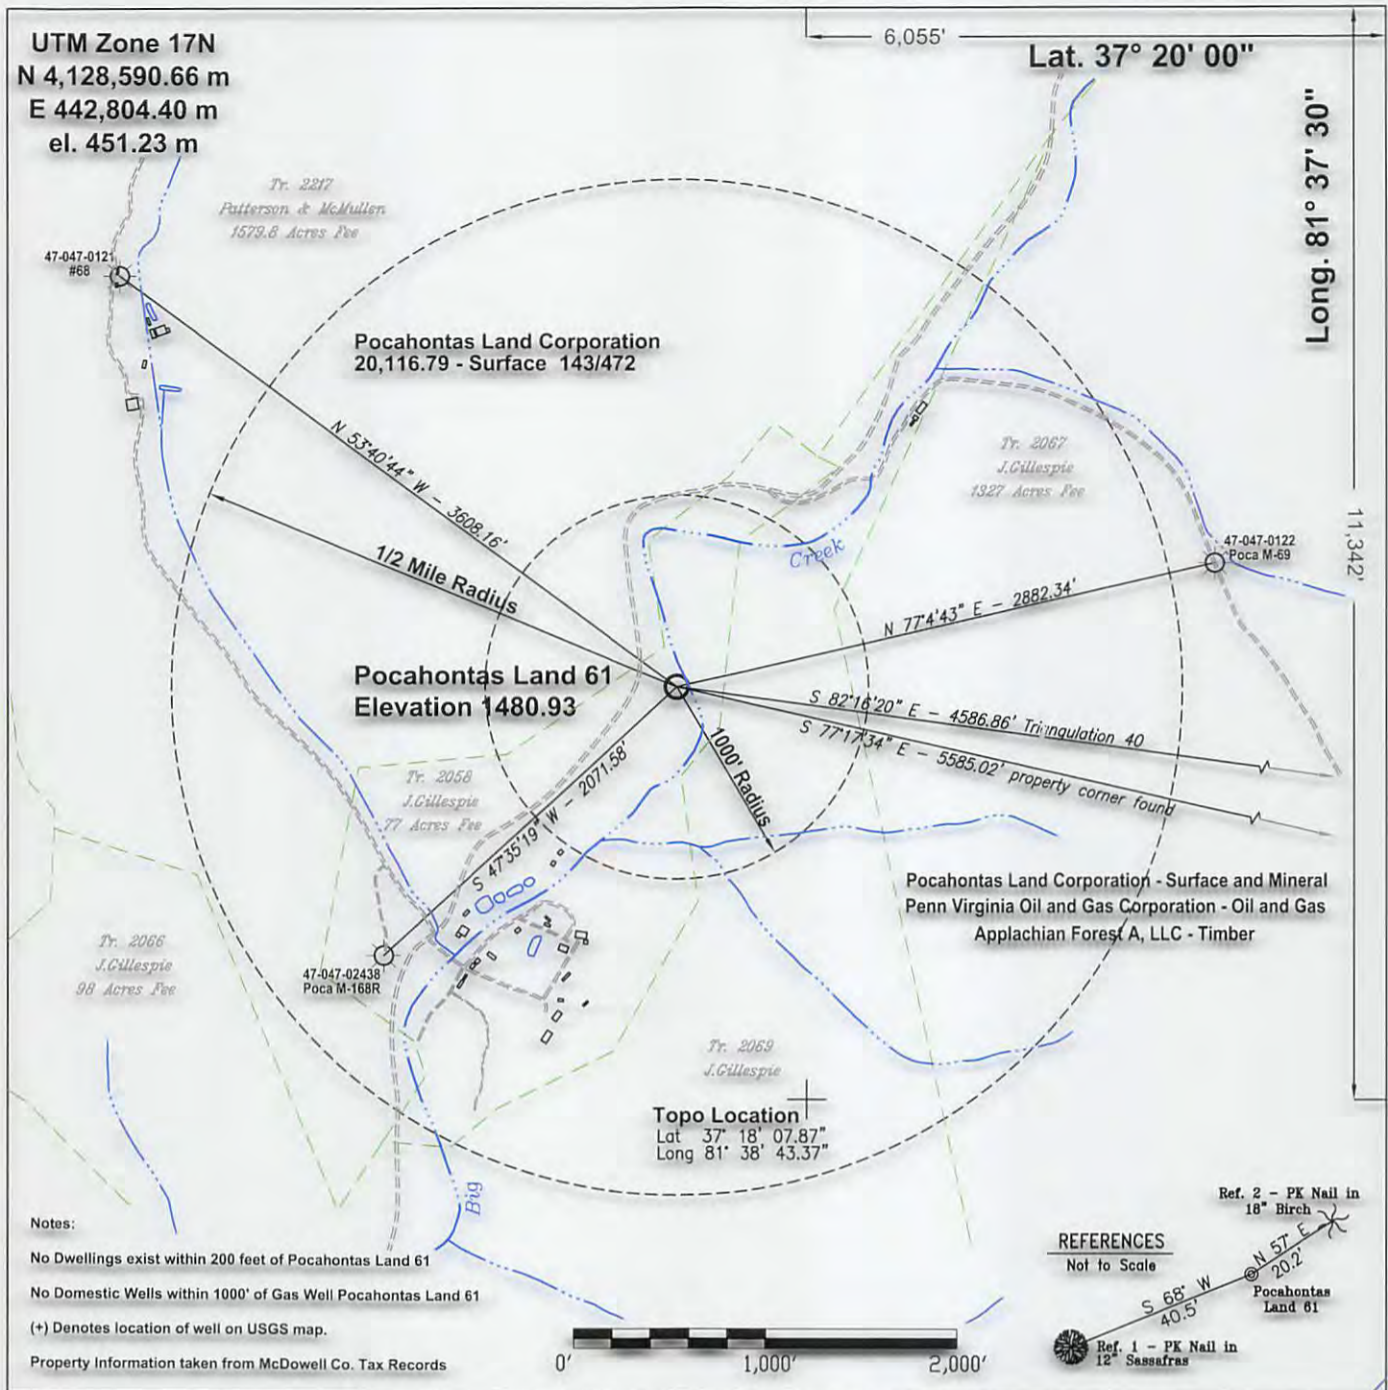 UTM Zone 17N
N 4,128,590.66 m
E 442,804.40 m
el. 451.23 m
6,055'
Lat. 37° 20' 00"
Long. 81° 37' 30"
11,342'
Tr. 2217
Patterson & McMullen
1579.8 Acres Fee
47-047-0121
#68
Pocahontas Land Corporation
20,116.79 - Surface 143/472
N 53°40'44" W - 3608.16'
1/2 Mile Radius
Tr. 2067
J.Gillespie
1327 Acres Fee
Creek
47-047-0122
Poca M-69
N 77°4'43" E - 2882.34'
Pocahontas Land 61
Elevation 1480.93
S 82°16'20" E - 4586.86' Triangulation 40
S 77°17'34" E - 5585.02' property corner found
1000' Radius
Tr. 2058
J.Gillespie
77 Acres Fee
S 47°35'19" W - 2071.58'
Pocahontas Land Corporation - Surface and Mineral
Penn Virginia Oil and Gas Corporation - Oil and Gas
Applachian Forest A, LLC - Timber
Tr. 2066
J.Gillespie
98 Acres Fee
47-047-02438
Poca M-168R
Tr. 2069
J.Gillespie
Topo Location
Lat 37° 18' 07.87"
Long 81° 38' 43.37"
Big
Notes:
No Dwellings exist within 200 feet of Pocahontas Land 61
No Domestic Wells within 1000' of Gas Well Pocahontas Land 61
(+) Denotes location of well on USGS map.
Property Information taken from McDowell Co. Tax Records
0' 1,000' 2,000'
REFERENCES
Not to Scale
Ref. 2 - PK Nail in
18" Birch
N 57° E
20.2'
Pocahontas
Land 61
S 68° W
40.5'
Ref. 1 - PK Nail in
12" Sassafras